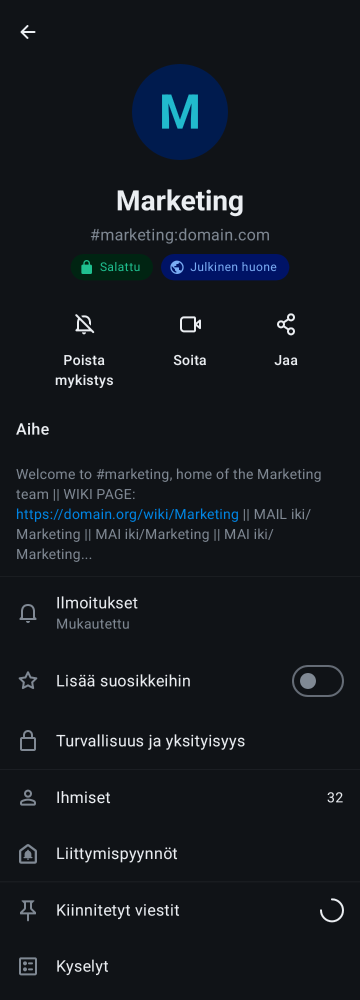 M
Marketing
#marketing:domain.com
Salattu
Julkinen huone
Poista
mykistys
Soita
Jaa
Aihe
Welcome to #marketing, home of the Marketing
team || WIKI PAGE:
https://domain.org/wiki/Marketing || MAIL iki/
Marketing || MAI iki/Marketing || MAI iki/
Marketing...
Ilmoitukset
Mukautettu
Lisää suosikkeihin
Turvallisuus ja yksityisyys
Ihmiset
32
Liittymispyynnöt
Kiinnitetyt viestit
Kyselyt